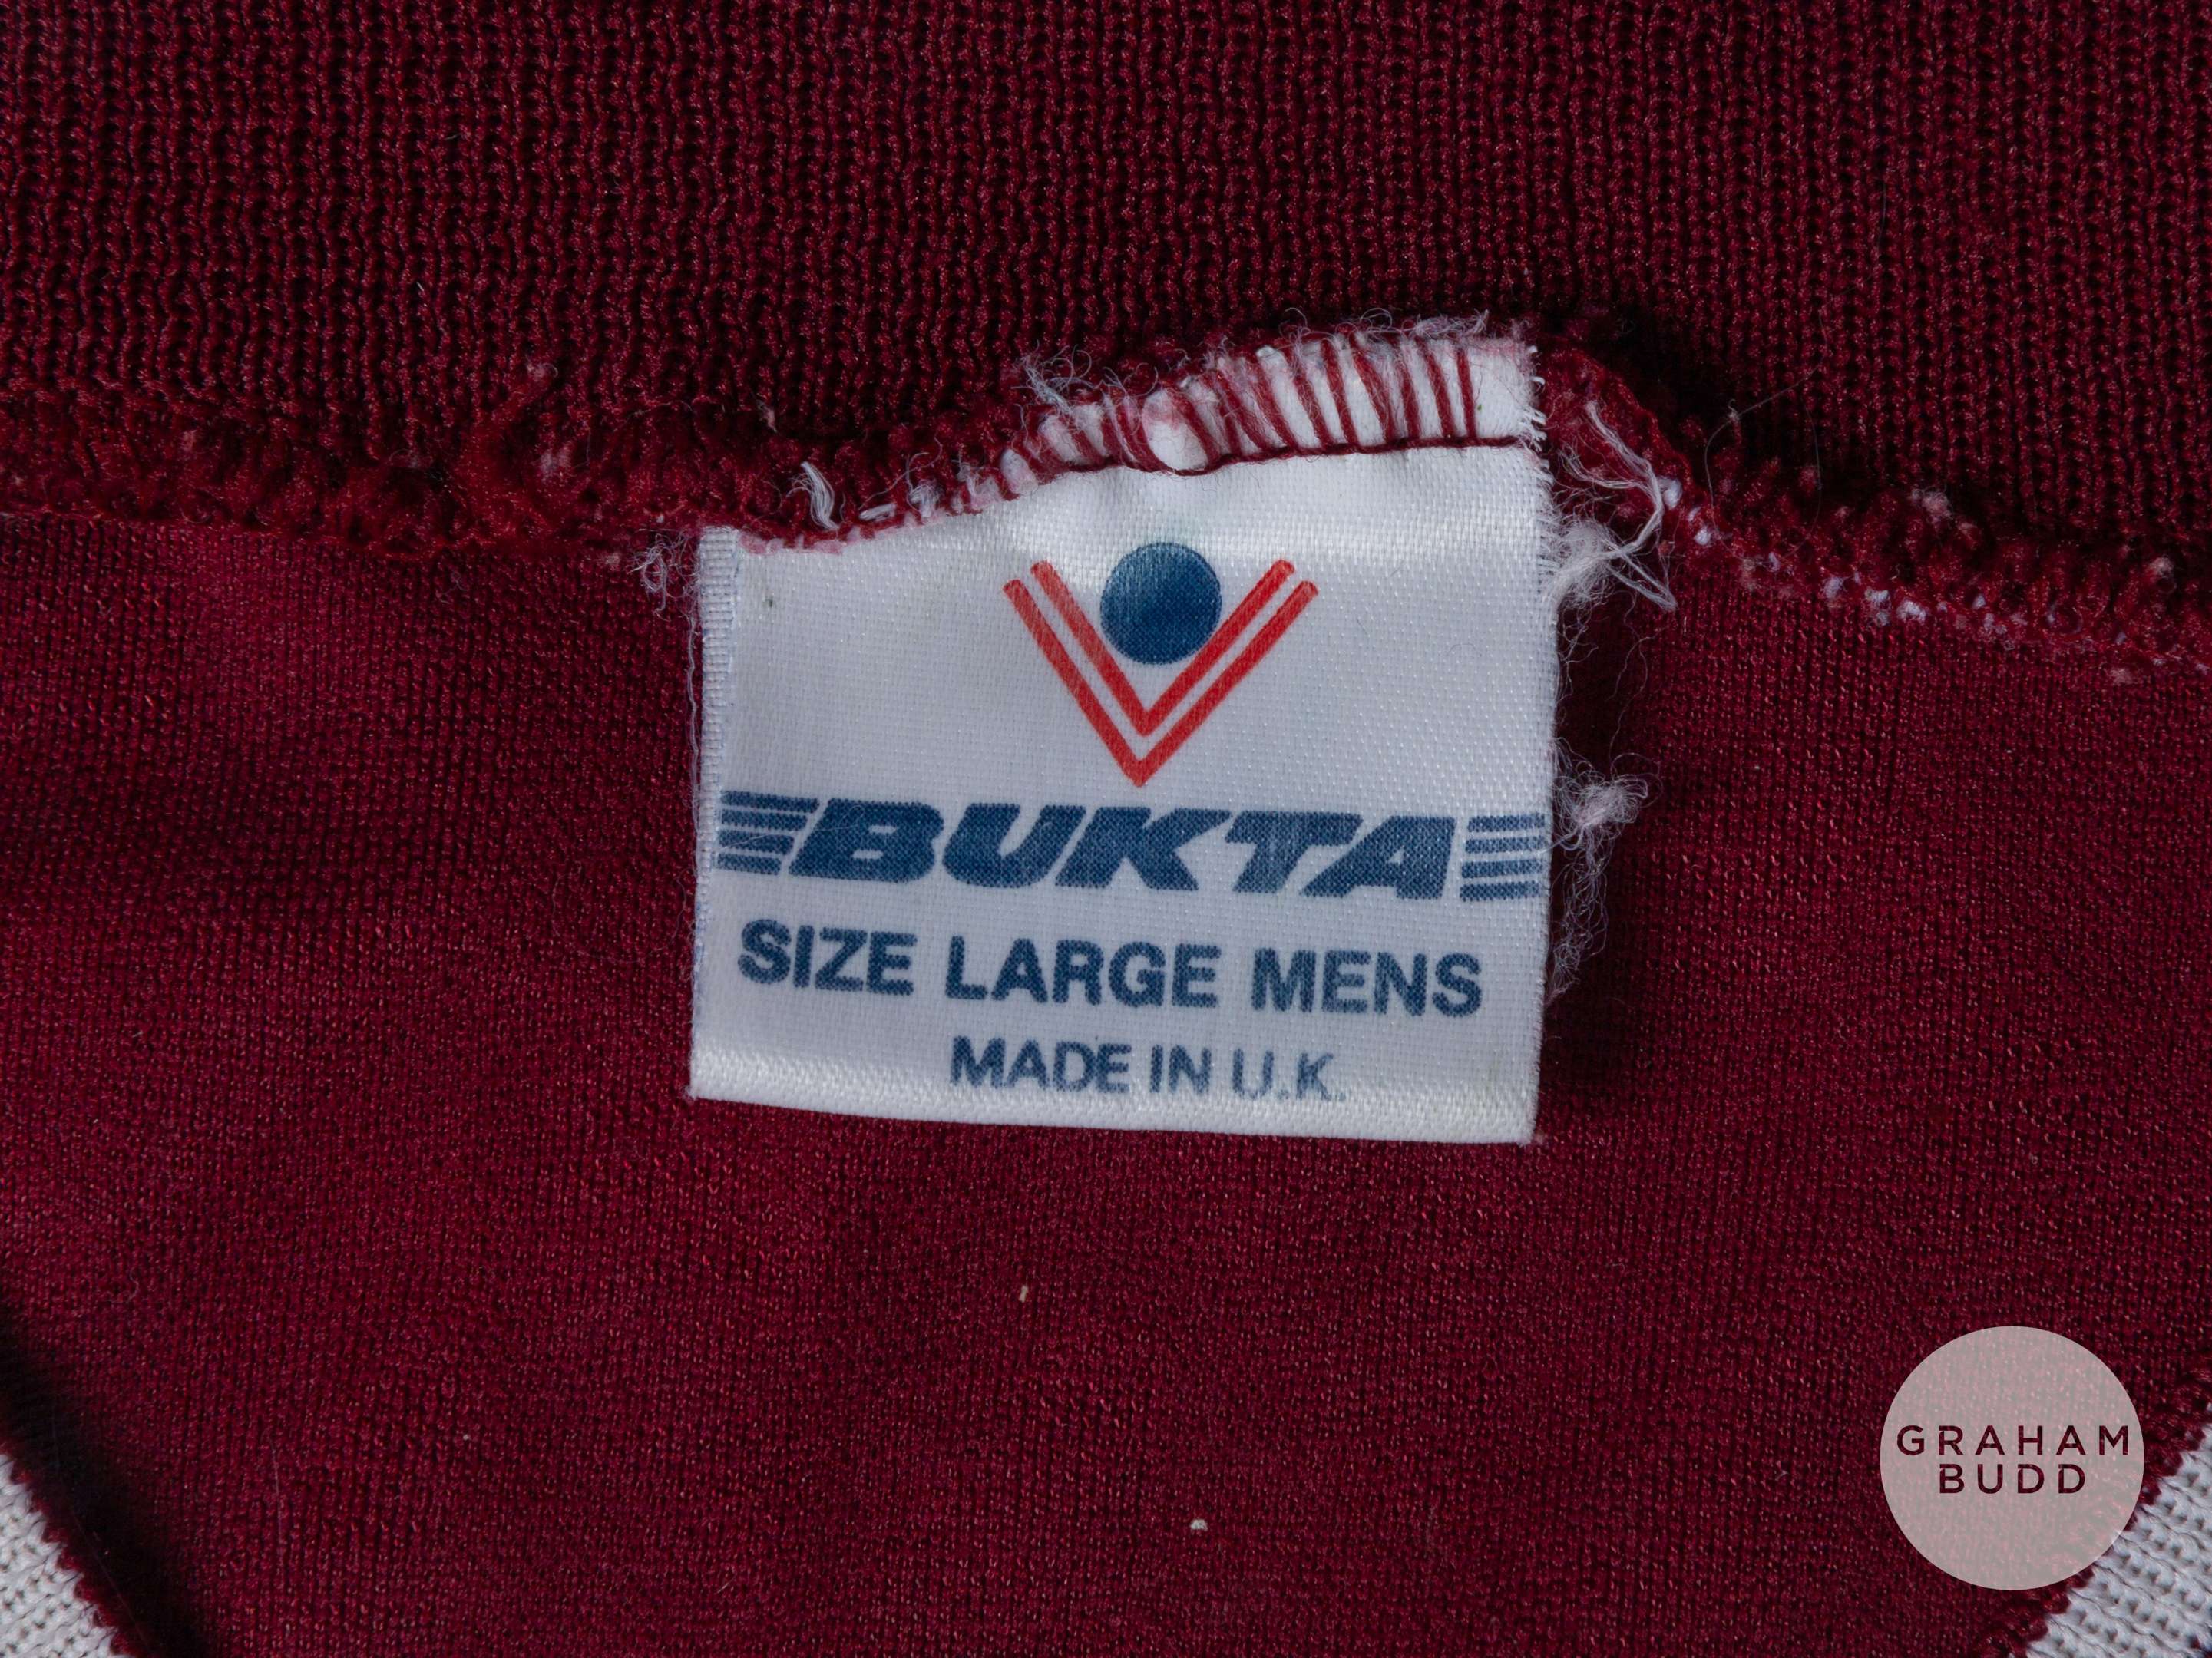 BUKTA
SIZE LARGE MENS
MADE IN U.K.
GRAHAM
BUDD